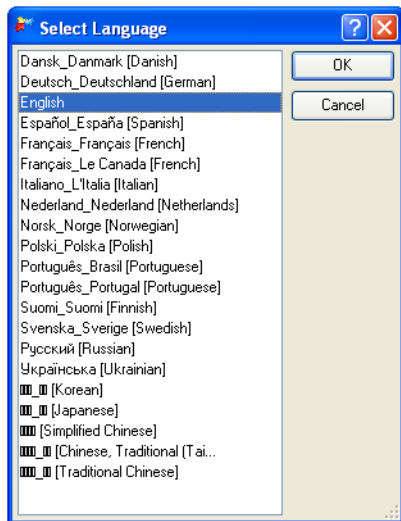 Select Language
Dansk_Danmark [Danish]
Deutsch_Deutschland [German]
English
Español_España [Spanish]
Français_Français [French]
Français_Le Canada [French]
Italiano_L'Italia [Italian]
Nederland_Nederland [Netherlands]
Norsk_Norge [Norwegian]
Polski_Polska [Polish]
Português_Brasil [Portuguese]
Português_Portugal [Portuguese]
Suomi_Suomi [Finnish]
Svenska_Sverige [Swedish]
Русский [Russian]
Українська [Ukrainian]
[Korean]
[Japanese]
[Simplified Chinese]
[Chinese, Traditional (Tai...
[Traditional Chinese]
OK
Cancel